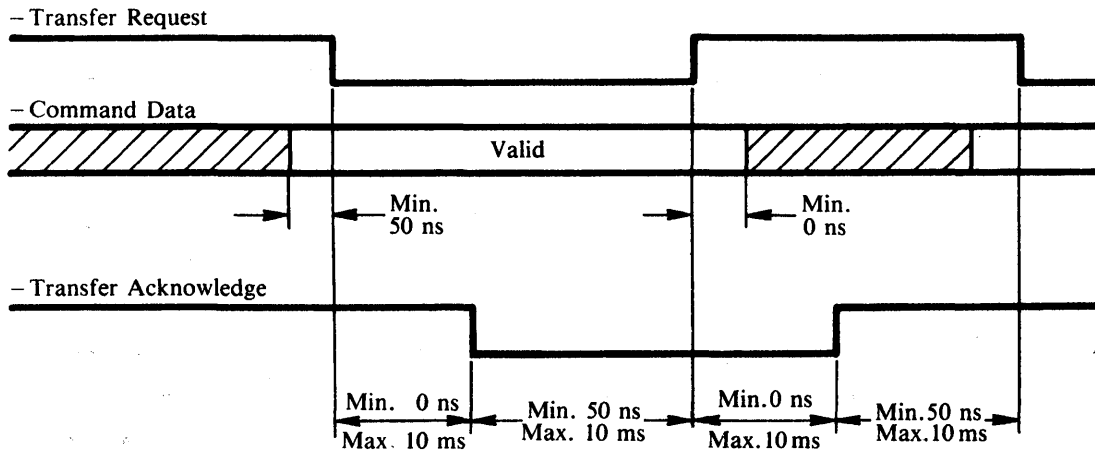 – Transfer Request
– Command Data
Valid
Min.
50 ns
Min.
0 ns
– Transfer Acknowledge
Min. 0 ns
Max. 10 ms
Min. 50 ns
Max. 10 ms
Min. 0 ns
Max. 10 ms
Min. 50 ns
Max. 10 ms